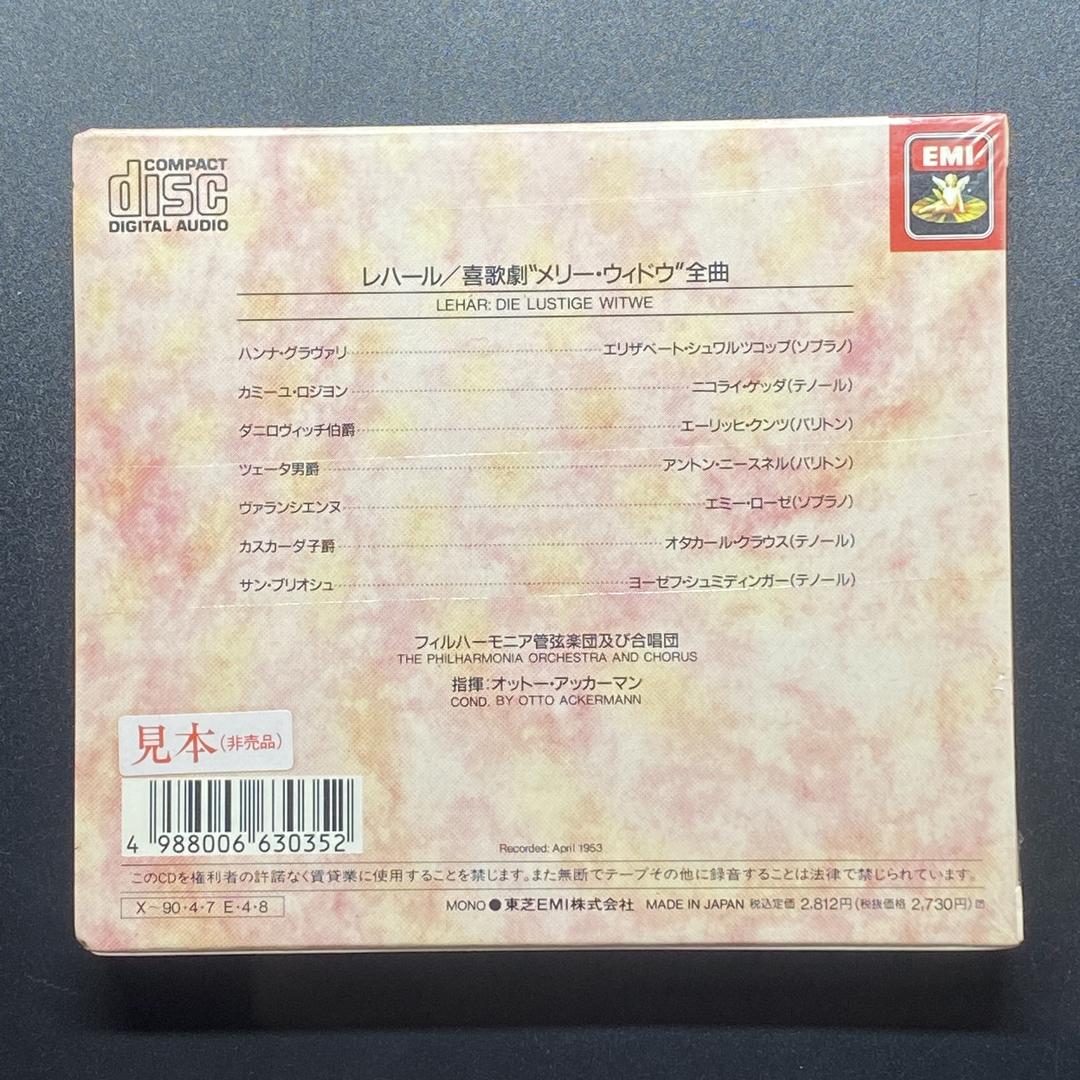 COMPACT
disc
DIGITAL AUDIO
EMI
レハール/喜歌劇"メリー・ウィドウ"全曲
LEHÁR: DIE LUSTIGE WITWE
ハンナ・グラヴァリ エリザベート・シュワルツコップ(ソプラノ)
カミーユ・ロジヨン ニコライ・ゲッダ(テノール)
ダニロヴィッチ伯爵 エーリッヒ・クンツ(バリトン)
ツェータ男爵 アントン・ニースネル(バリトン)
ヴァランシエンヌ エミー・ローゼ(ソプラノ)
カスカーダ子爵 オタカール・クラウス(テノール)
サン・ブリオシュ ヨーゼフ・シュミディンガー(テノール)
フィルハーモニア管弦楽団及び合唱団
THE PHILHARMONIA ORCHESTRA AND CHORUS
指揮:オットー・アッカーマン
COND. BY OTTO ACKERMANN
見本(非売品)
4 988006 630352
Recorded: April 1953
このCDを権利者の許諾なく賃貸業に使用することを禁じます。また無断でテープその他に録音することは法律で禁じられています。
X〜90・4・7 E・4・8
MONO●東芝EMI株式会社 MADE IN JAPAN 税込定価 2.812円(税抜価格 2,730円)